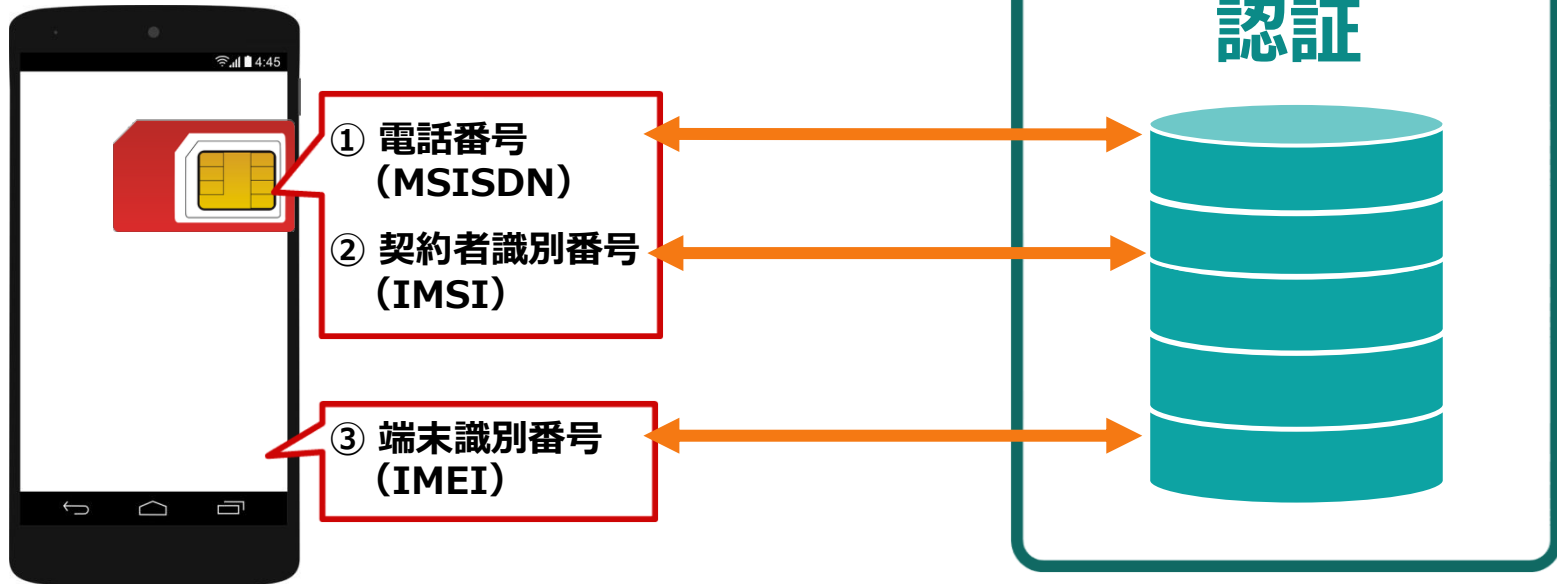 4:45
認証
① 電話番号
（MSISDN）
② 契約者識別番号
（IMSI）
③ 端末識別番号
（IMEI）